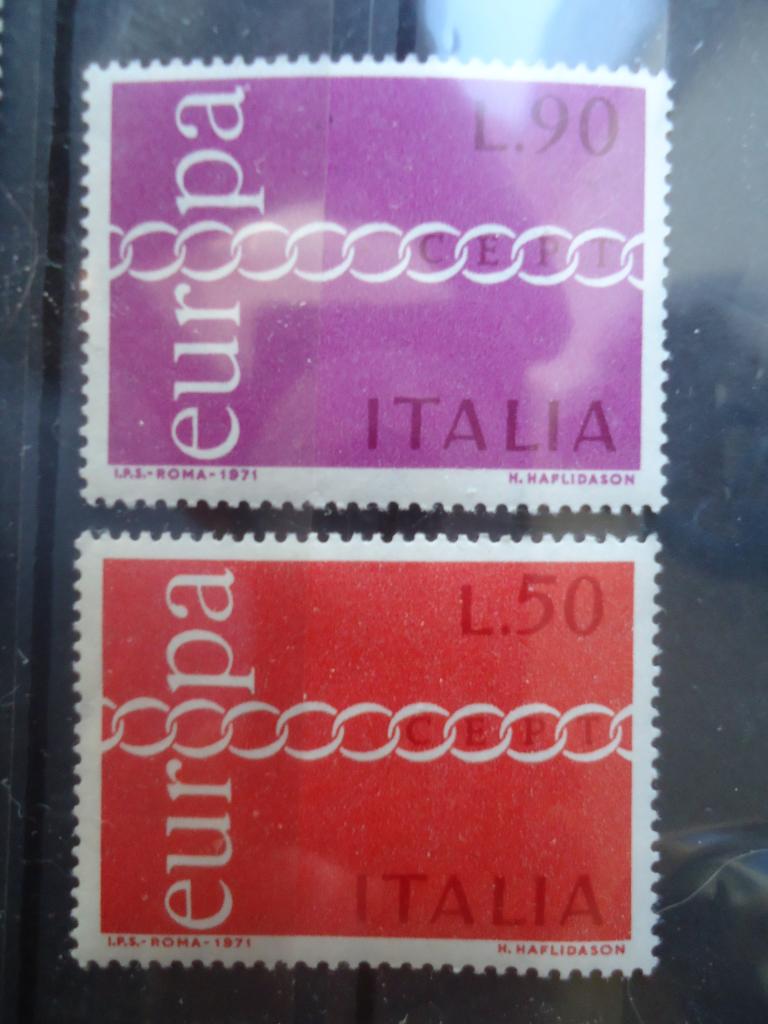 L.90
europa
CEPT
ITALIA
I.P.S.-ROMA-1971 H. HAFLIDASON
L.50
europa
CEPT
ITALIA
I.P.S.-ROMA-1971 H. HAFLIDASON